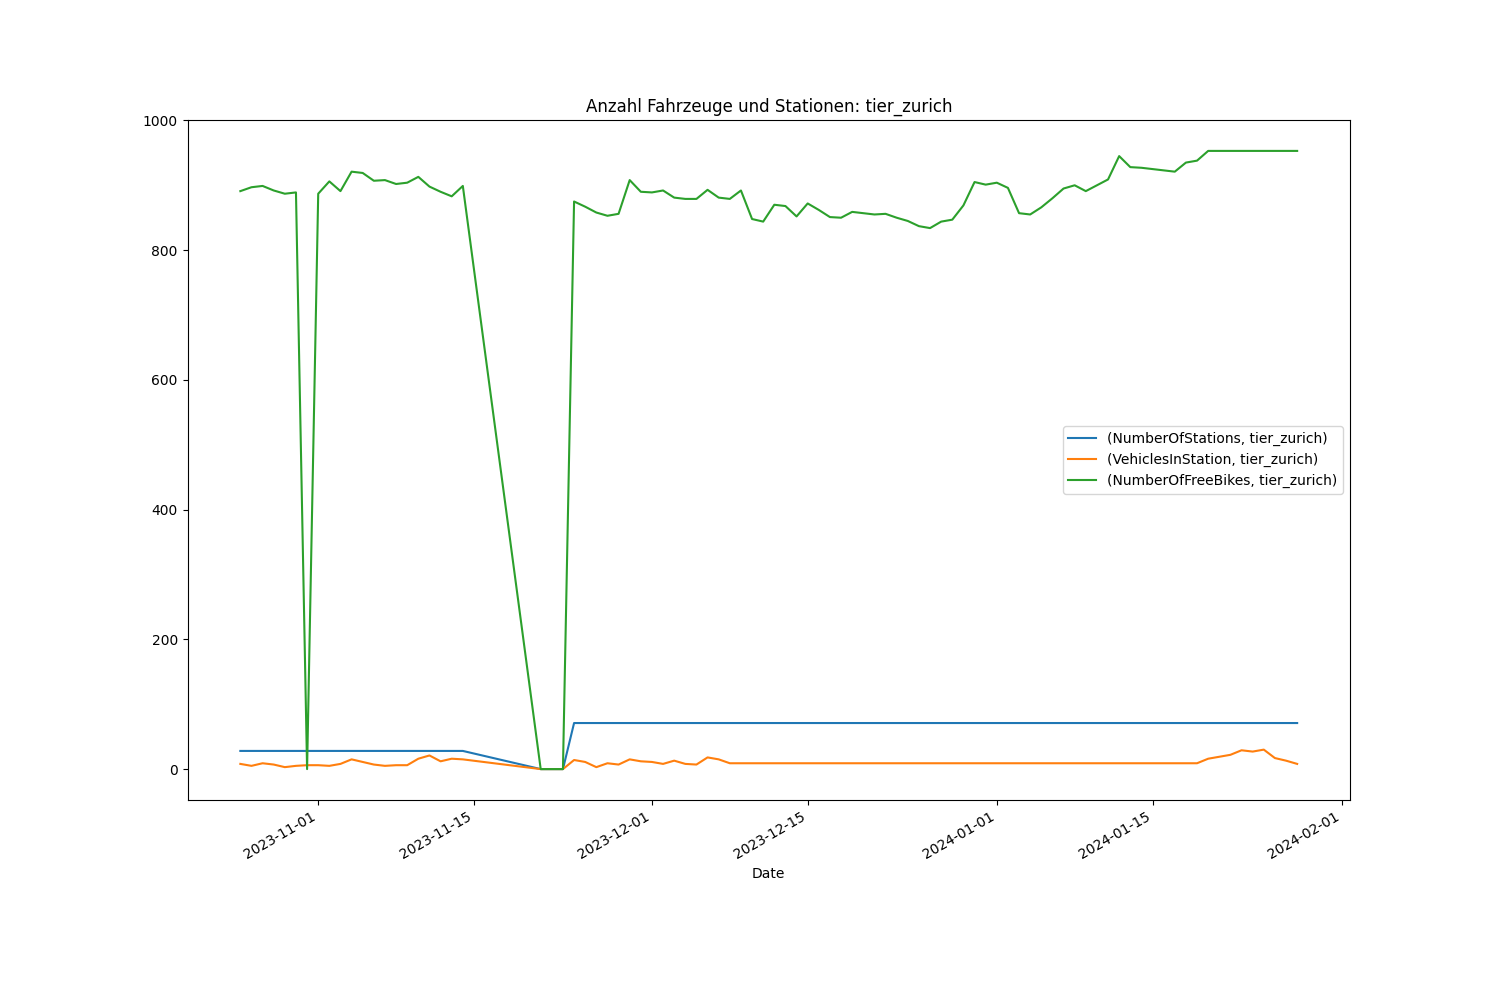 Anzahl Fahrzeuge und Stationen: tier_zurich
1000
800
600
400
200
0
(NumberOfStations, tier_zurich)
(VehiclesInStation, tier_zurich)
(NumberOfFreeBikes, tier_zurich)
2023-11-01
2023-11-15
2023-12-01
2023-12-15
2024-01-01
2024-01-15
2024-02-01
Date